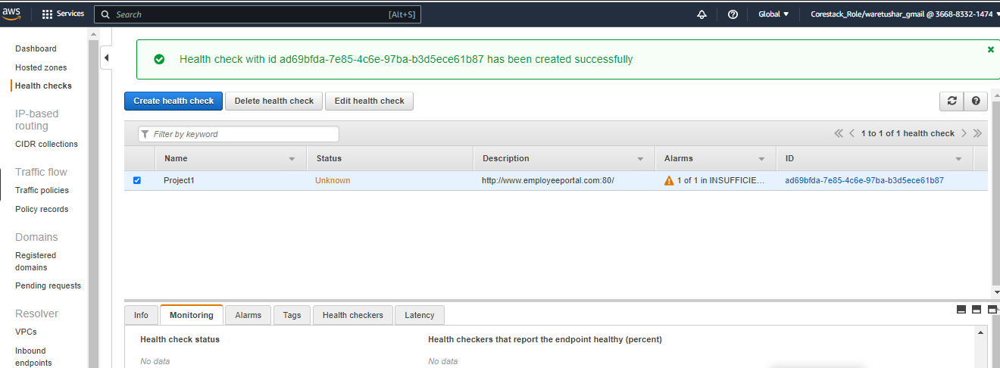 aws
Services
Search
[Alt+S]
Global
Corestack_Role/waretushar_gmail @ 3668-8332-1474
Dashboard
Hosted zones
Health checks
IP-based
routing
CIDR collections
Traffic flow
Traffic policies
Policy records
Domains
Registered
domains
Pending requests
Resolver
VPCs
Inbound
endpoints
Health check with id ad69bfda-7e85-4c6e-97ba-b3d5ece61b87 has been created successfully
Create health check
Delete health check
Edit health check
Filter by keyword
1 to 1 of 1 health check
Name Status Description Alarms ID
Project1 Unknown http://www.employeeportal.com:80/ 1 of 1 in INSUFFICIE... ad69bfda-7e85-4c6e-97ba-b3d5ece61b87
Info Monitoring Alarms Tags Health checkers Latency
Health check status Health checkers that report the endpoint healthy (percent)
No data No data